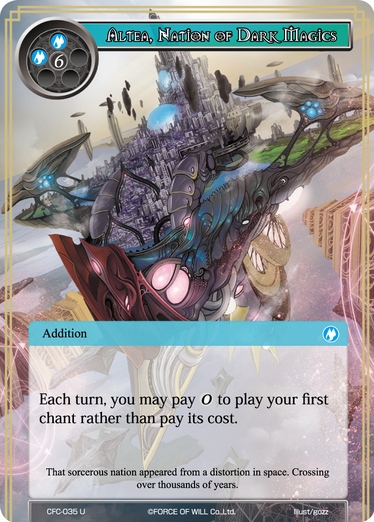 Altea, Nation of Dark Magics
6
Addition
Each turn, you may pay 0 to play your first
chant rather than pay its cost.
That sorcerous nation appeared from a distortion in space. Crossing
over thousands of years.
CFC-035 U ©FORCE OF WILL Co.,Ltd. Illust/gozz